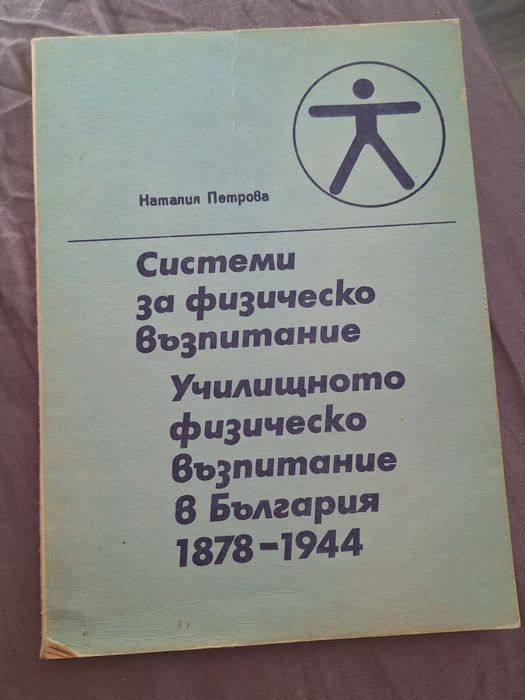 Наталия Петрова
Системи
за физическо
възпитание
Училищното
физическо
възпитание
в България
1878-1944